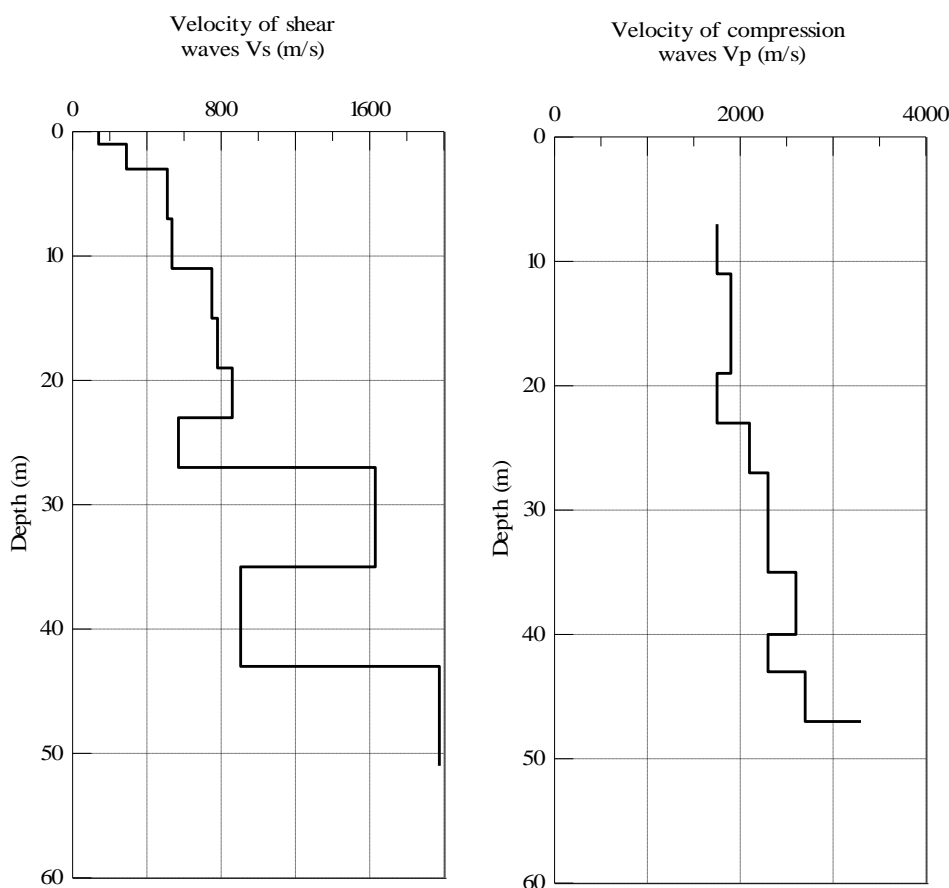 Velocity of shear
waves Vs (m/s)
0 800 1600
0
10
20
30
40
50
60
Depth (m)
Velocity of compression
waves Vp (m/s)
0 2000 4000
0
10
20
30
40
50
60
Depth (m)